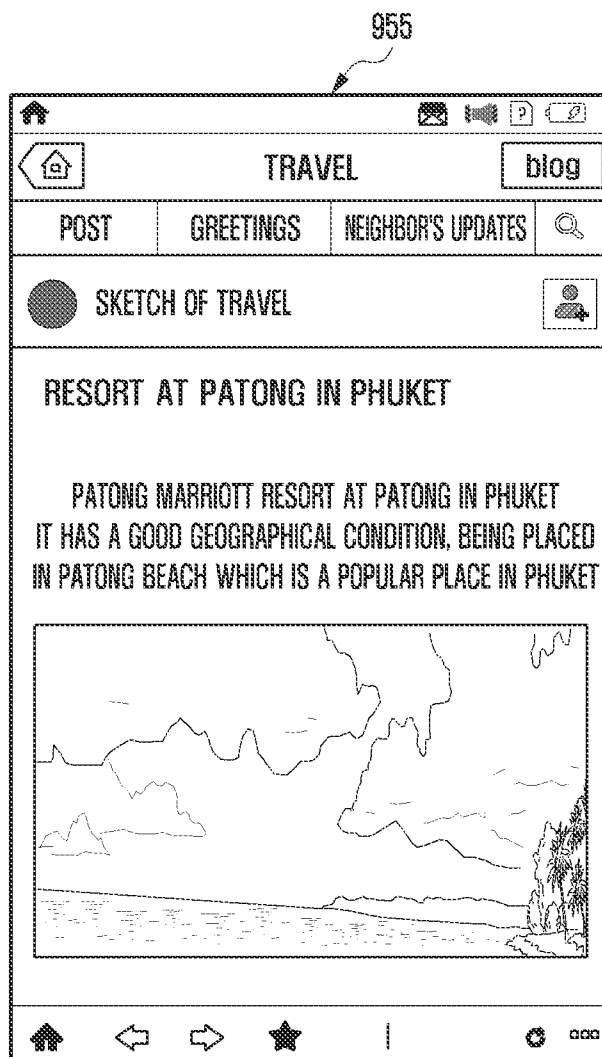 955
TRAVEL
blog
POST
GREETINGS
NEIGHBOR'S UPDATES
SKETCH OF TRAVEL
RESORT AT PATONG IN PHUKET
PATONG MARRIOTT RESORT AT PATONG IN PHUKET
IT HAS A GOOD GEOGRAPHICAL CONDITION, BEING PLACED
IN PATONG BEACH WHICH IS A POPULAR PLACE IN PHUKET